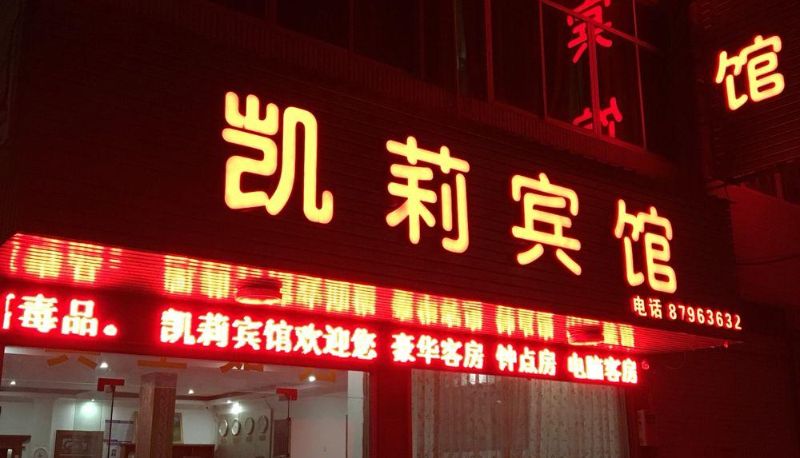 馆
凯莉宾馆
电话 87963632
毒品。 凯莉宾馆欢迎您 豪华客房 钟点房 电脑客房